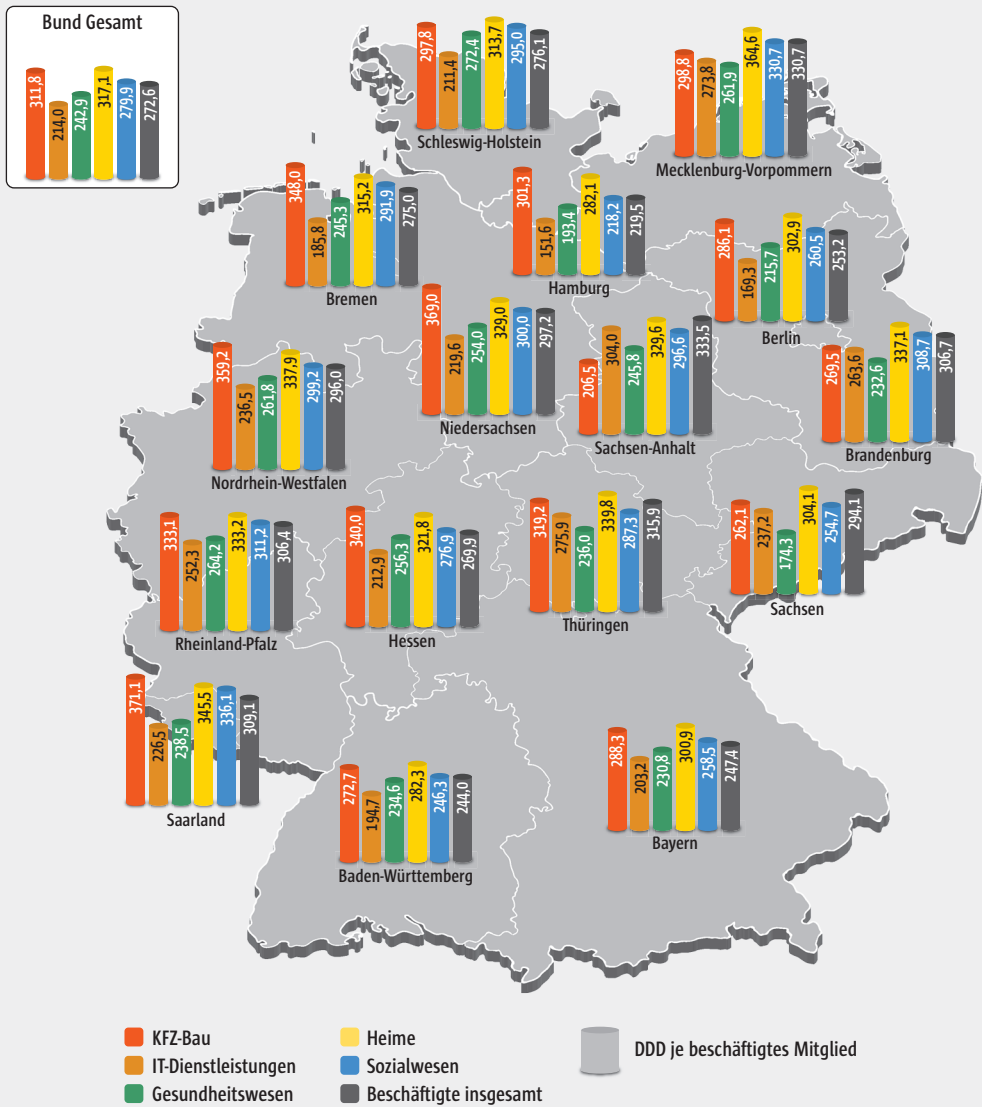 Bund Gesamt
311,8 214,0 242,9 317,1 279,9 272,6
297,8 211,4 272,4 313,7 295,0 276,1
Schleswig-Holstein
298,8 273,8 261,9 364,6 330,7 330,7
Mecklenburg-Vorpommern
348,0 185,8 245,3 315,2 291,9 275,0
Bremen
301,3 151,6 193,4 282,1 218,2 219,5
Hamburg
286,1 169,3 215,7 302,9 260,5 253,2
Berlin
369,0 219,6 254,0 329,0 300,0 297,2
Niedersachsen
206,5 304,0 245,8 329,6 296,6 333,5
Sachsen-Anhalt
269,5 263,6 232,6 337,1 308,7 306,7
Brandenburg
359,2 236,5 261,8 337,9 299,2 296,0
Nordrhein-Westfalen
333,1 252,3 264,2 333,2 311,2 306,4
Rheinland-Pfalz
340,0 212,9 256,3 321,8 276,9 269,9
Hessen
319,2 275,9 236,0 339,8 287,3 315,9
Thüringen
262,1 237,2 174,3 304,1 254,7 294,1
Sachsen
371,1 226,5 238,5 345,5 336,1 309,1
Saarland
272,7 194,7 234,6 282,3 246,3 244,0
Baden-Württemberg
288,3 203,2 230,8 300,9 258,5 247,4
Bayern
KFZ-Bau
IT-Dienstleistungen
Gesundheitswesen
Heime
Sozialwesen
Beschäftigte insgesamt
DDD je beschäftigtes Mitglied